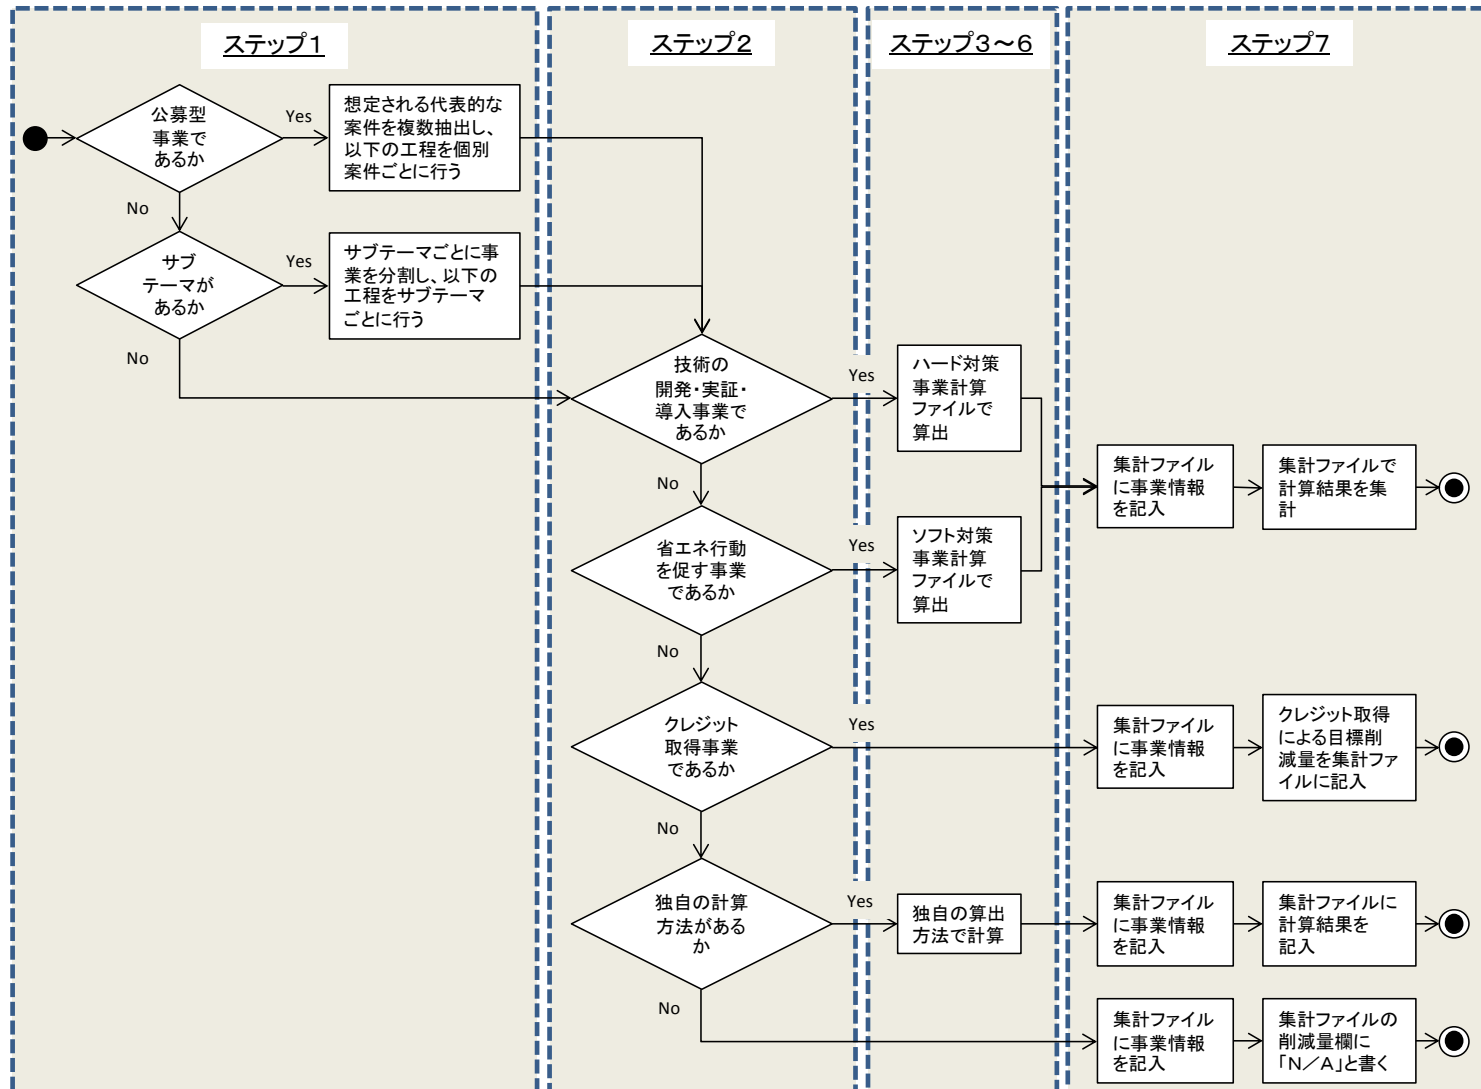 ステップ1
ステップ2
ステップ3～6
ステップ7
公募型
事業で
あるか
Yes
想定される代表的な
案件を複数抽出し、
以下の工程を個別
案件ごとに行う
No
サブ
テーマが
あるか
Yes
サブテーマごとに事
業を分割し、以下の
工程をサブテーマ
ごとに行う
No
技術の
開発・実証・
導入事業で
あるか
Yes
ハード対策
事業計算
ファイルで
算出
No
集計ファイル
に事業情報
を記入
集計ファイルで
計算結果を集
計
省エネ行動
を促す事業
であるか
Yes
ソフト対策
事業計算
ファイルで
算出
No
クレジット
取得事業
であるか
Yes
集計ファイル
に事業情報
を記入
クレジット取得
による目標削
減量を集計ファ
イルに記入
No
独自の計算
方法がある
か
Yes
独自の算出
方法で計算
集計ファイル
に事業情報
を記入
集計ファイルに
計算結果を
記入
No
集計ファイル
に事業情報
を記入
集計ファイルの
削減量欄に
「N／A」と書く